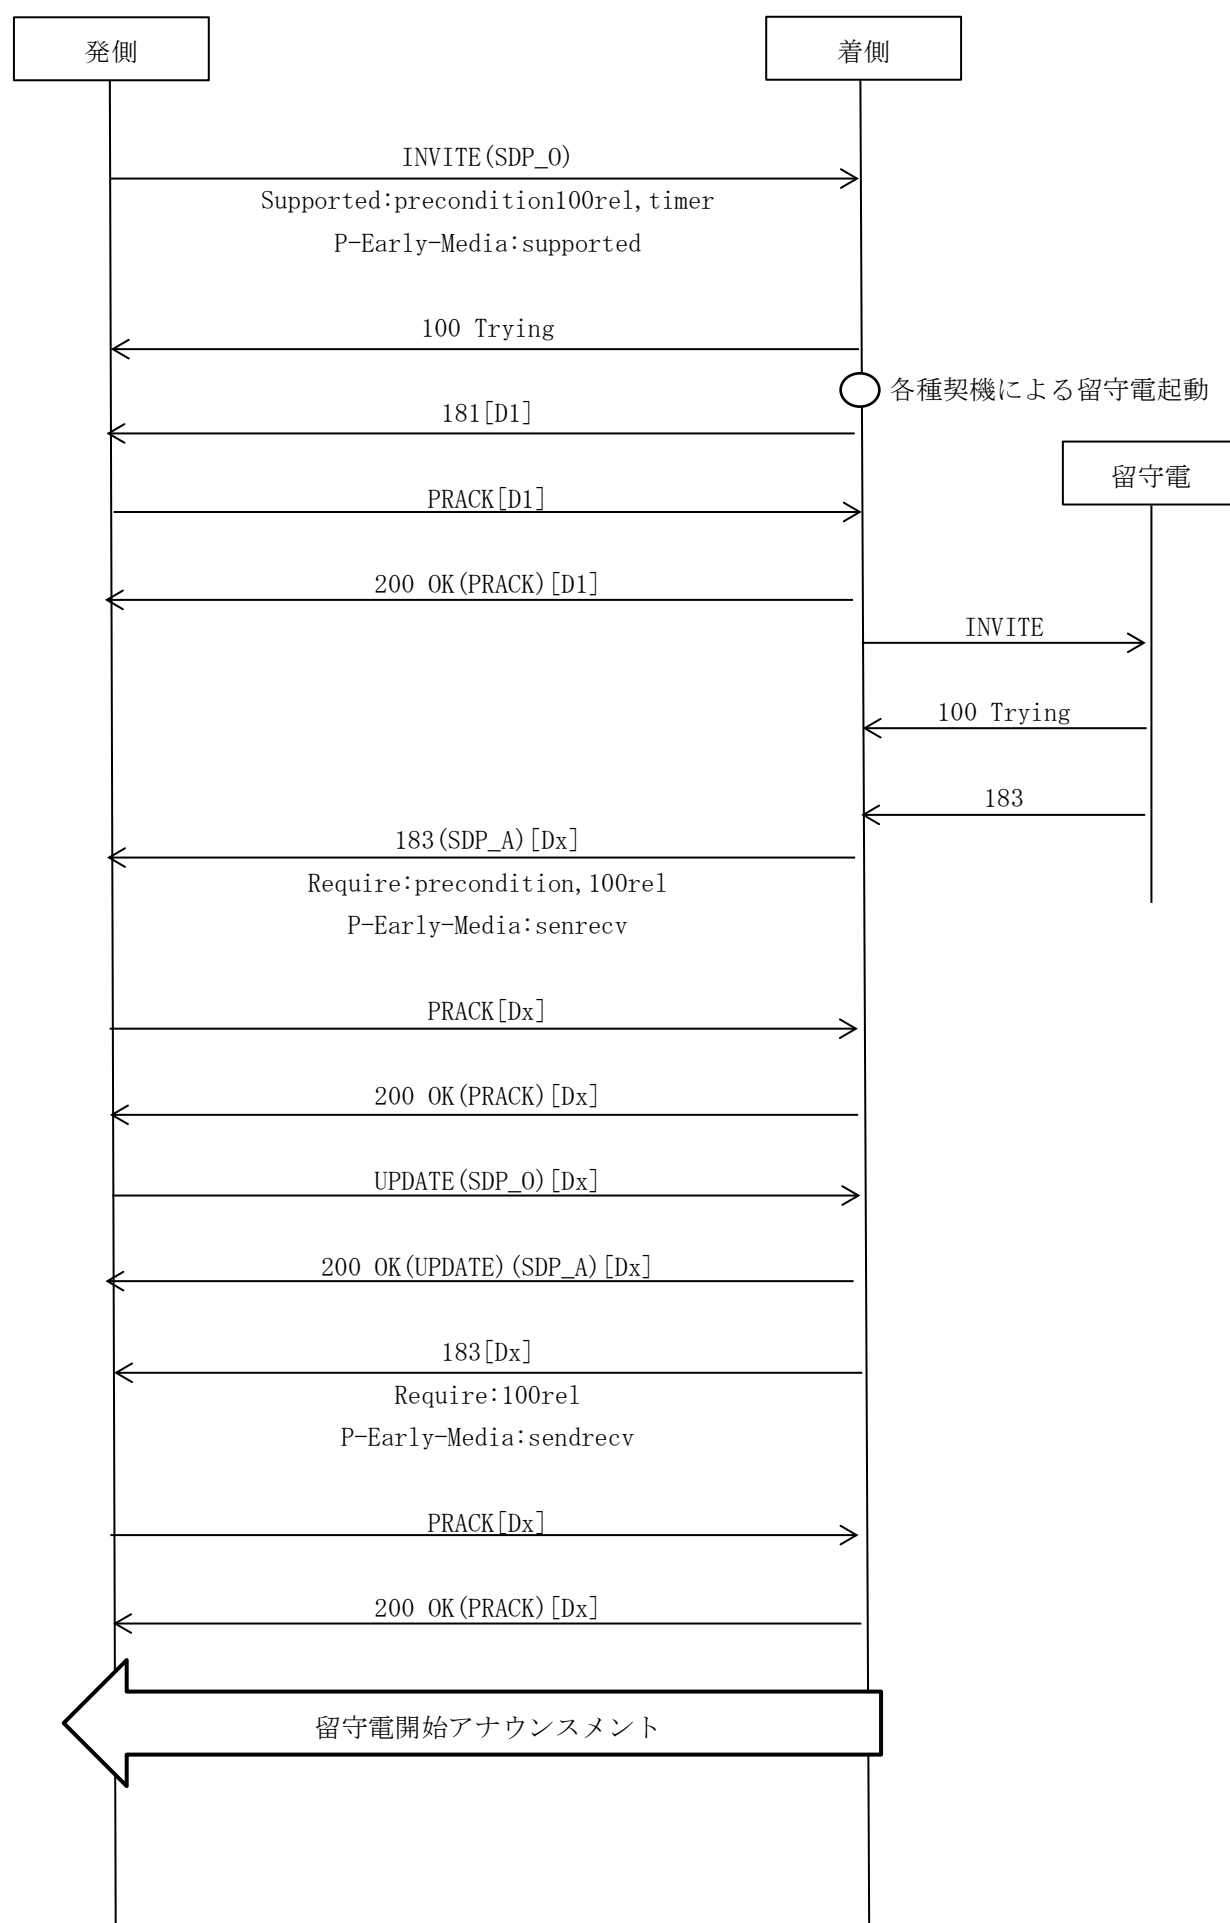 発側
着側
INVITE(SDP_O)
Supported:precondition100rel,timer
P-Early-Media:supported
100 Trying
各種契機による留守電起動
181[D1]
留守電
PRACK[D1]
200 OK(PRACK)[D1]
INVITE
100 Trying
183
183(SDP_A)[Dx]
Require:precondition,100rel
P-Early-Media:senrecv
PRACK[Dx]
200 OK(PRACK)[Dx]
UPDATE(SDP_O)[Dx]
200 OK(UPDATE)(SDP_A)[Dx]
183[Dx]
Require:100rel
P-Early-Media:sendrecv
PRACK[Dx]
200 OK(PRACK)[Dx]
留守電開始アナウンスメント